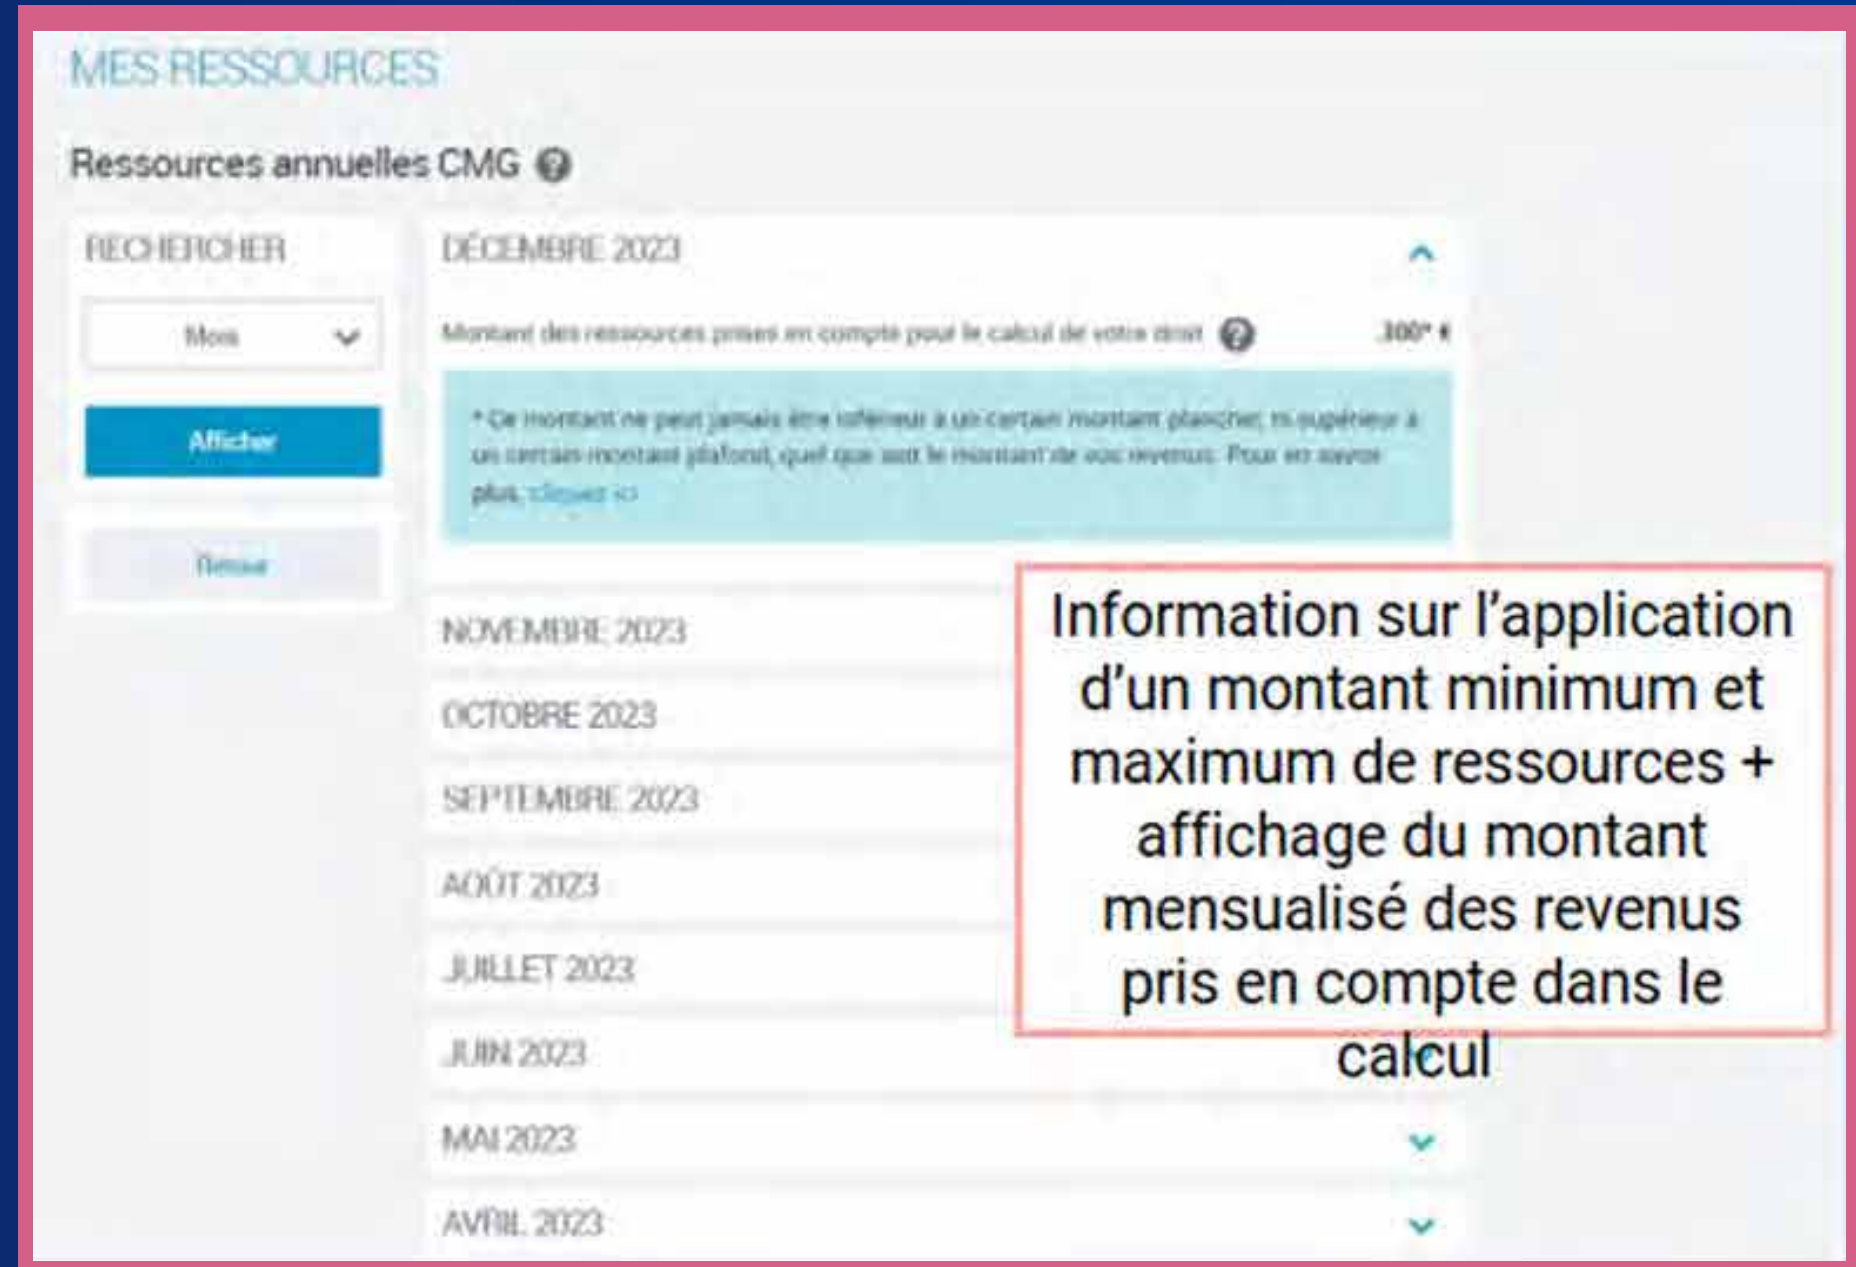 MES RESSOURCES
Ressources annuelles CMG ?
RECHERCHER
Mois
Afficher
Retour
DÉCEMBRE 2023
Montant des ressources prises en compte pour le calcul de votre droit ? 300* €
* Ce montant ne peut jamais être inférieur à un certain montant plancher, ni supérieur à
un certain montant plafond, quel que soit le montant de vos revenus. Pour en savoir
plus, cliquez ici
NOVEMBRE 2023
OCTOBRE 2023
SEPTEMBRE 2023
AOÛT 2023
JUILLET 2023
JUIN 2023
MAI 2023
AVRIL 2023
Information sur l'application
d'un montant minimum et
maximum de ressources +
affichage du montant
mensualisé des revenus
pris en compte dans le
calcul